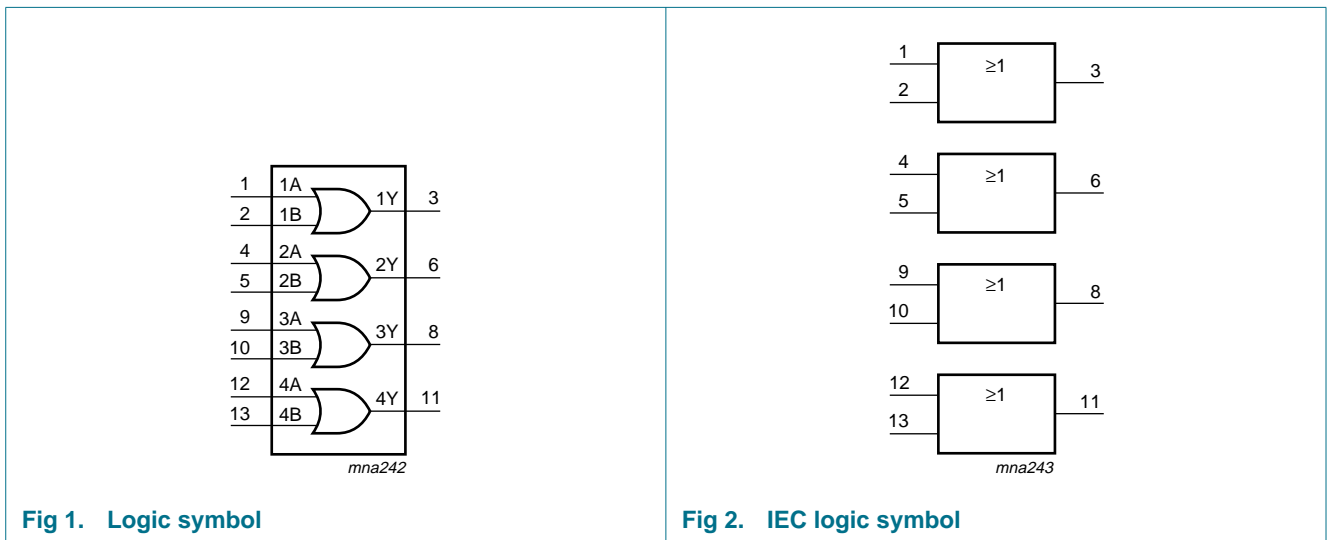 1 1A 1Y 3
2 1B
4 2A 2Y 6
5 2B
9 3A 3Y 8
10 3B
12 4A 4Y 11
13 4B
mna242
Fig 1. Logic symbol
1 ≥1 3
2
4 ≥1 6
5
9 ≥1 8
10
12 ≥1 11
13
mna243
Fig 2. IEC logic symbol